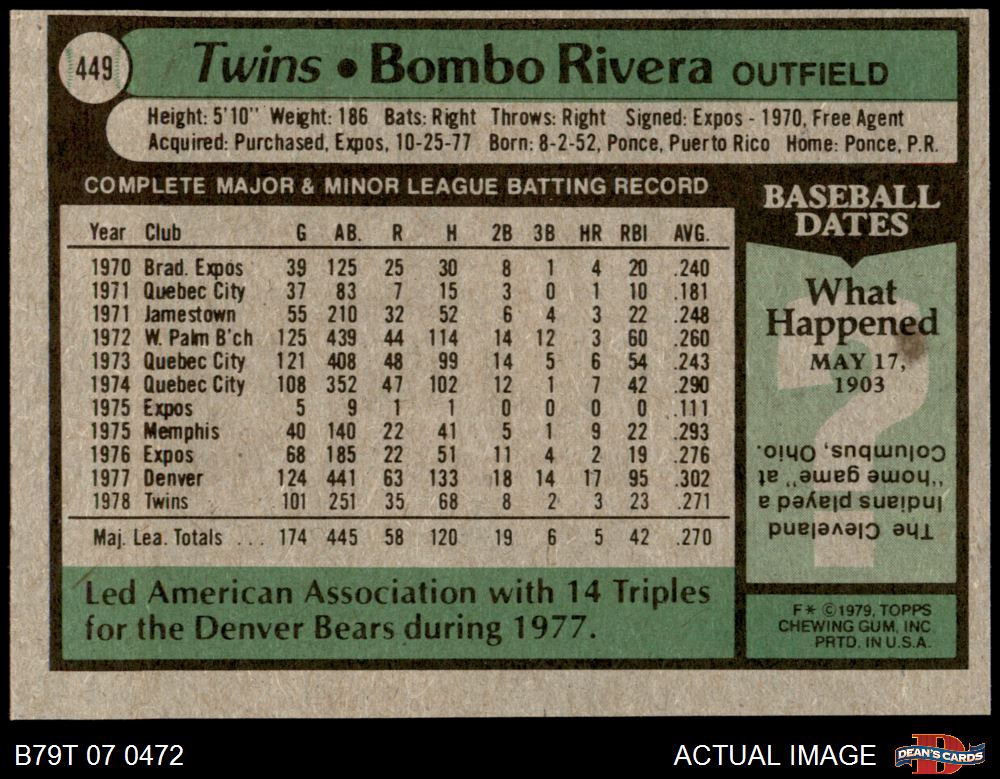 449
Twins • Bombo Rivera OUTFIELD
Height: 5'10" Weight: 186 Bats: Right Throws: Right Signed: Expos - 1970, Free Agent
Acquired: Purchased, Expos, 10-25-77 Born: 8-2-52, Ponce, Puerto Rico Home: Ponce, P.R.
COMPLETE MAJOR & MINOR LEAGUE BATTING RECORD
Year Club G AB. R H 2B 3B HR RBI AVG.
1970 Brad. Expos 39 125 25 30 8 1 4 20 .240
1971 Quebec City 37 83 7 15 3 0 1 10 .181
1971 Jamestown 55 210 32 52 6 4 3 22 .248
1972 W. Palm B'ch 125 439 44 114 14 12 3 60 .260
1973 Quebec City 121 408 48 99 14 5 6 54 .243
1974 Quebec City 108 352 47 102 12 1 7 42 .290
1975 Expos 5 9 1 1 0 0 0 0 .111
1975 Memphis 40 140 22 41 5 1 9 22 .293
1976 Expos 68 185 22 51 11 4 2 19 .276
1977 Denver 124 441 63 133 18 14 17 95 .302
1978 Twins 101 251 35 68 8 2 3 23 .271
Maj. Lea. Totals ... 174 445 58 120 19 6 5 42 .270
Led American Association with 14 Triples
for the Denver Bears during 1977.
BASEBALL
DATES
What
Happened
MAY 17,
1903
?
The Cleveland
Indians played a
"home game" at
Columbus, Ohio.
F* ©1979, TOPPS
CHEWING GUM, INC
PRTD. IN U.S.A.
B79T 07 0472
ACTUAL IMAGE
DEAN'S CARDS